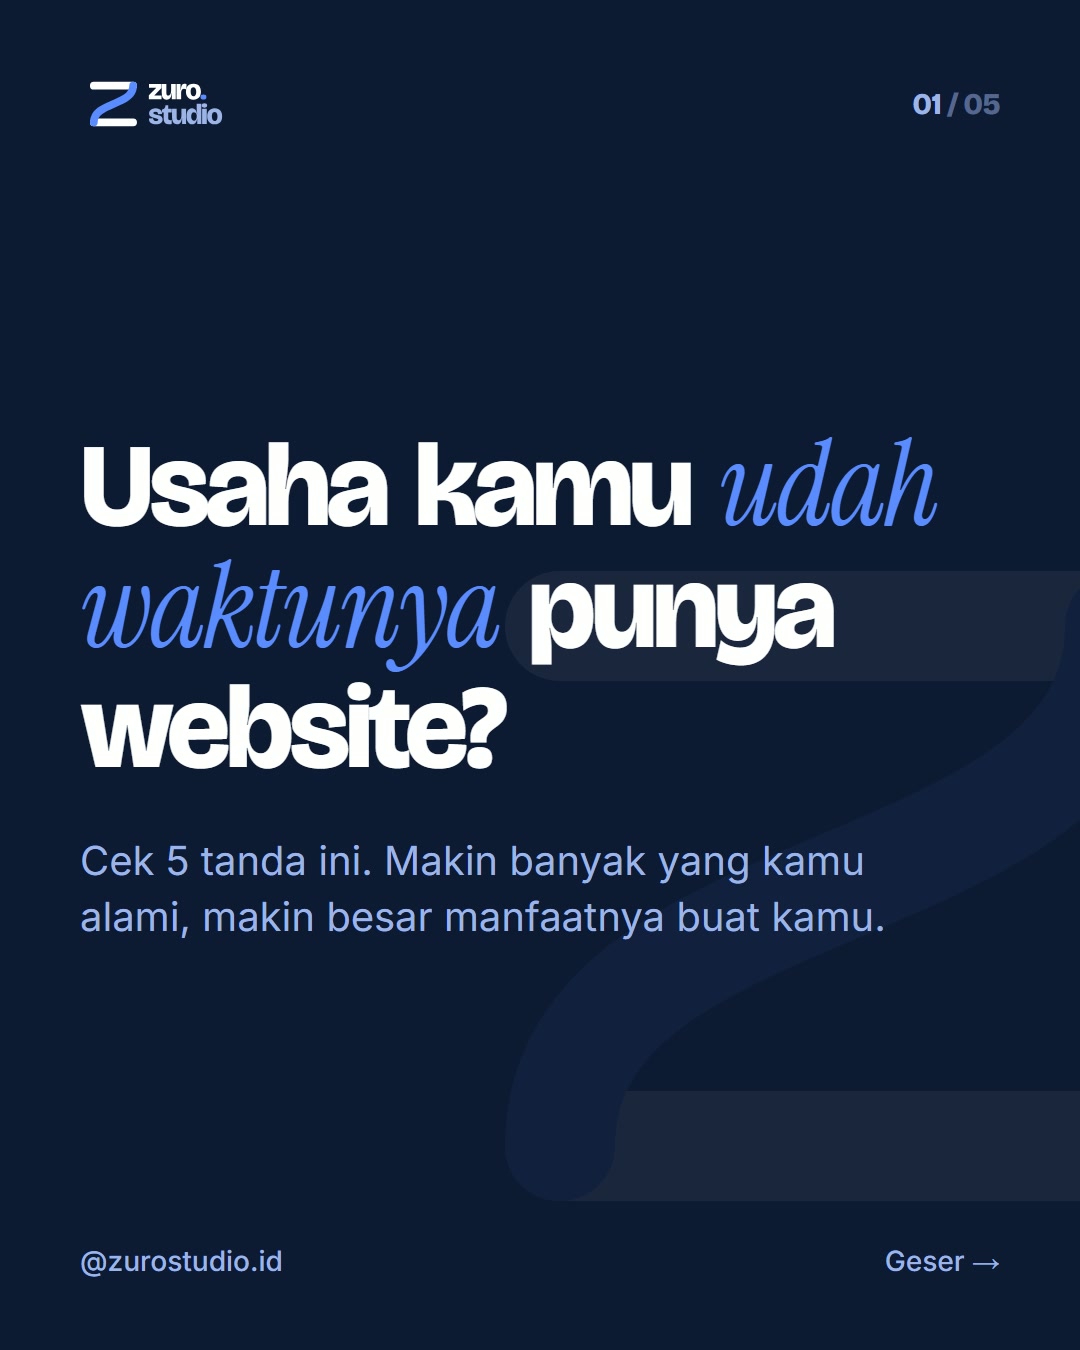 zuro.
studio
01 / 05
Usaha kamu udah
waktunya punya
website?
Cek 5 tanda ini. Makin banyak yang kamu
alami, makin besar manfaatnya buat kamu.
@zurostudio.id
Geser →